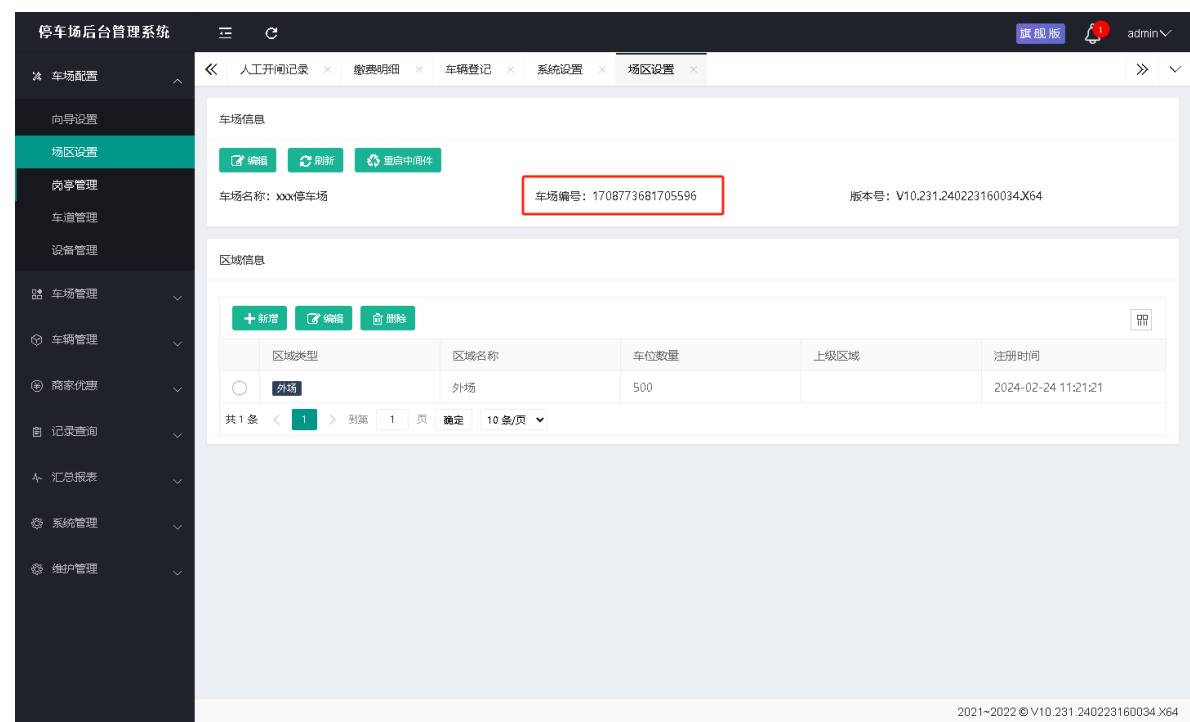 停车场后台管理系统
旗舰版 1 admin
车场配置
人工开闸记录 × 缴费明细 × 车辆登记 × 系统设置 × 场区设置 ×
向导设置
场区设置
岗亭管理
车道管理
设备管理
车场管理
车辆管理
商家优惠
记录查询
汇总报表
系统管理
维护管理
车场信息
编辑 刷新 重启中间件
车场名称：xxx停车场 车场编号：1708773681705596 版本号：V10.231.240223160034.X64
区域信息
新增 编辑 删除
区域类型 区域名称 车位数量 上级区域 注册时间
外场 外场 500 2024-02-24 11:21:21
共 1 条 1 到第 1 页 确定 10 条/页
2021~2022 © V10.231.240223160034.X64